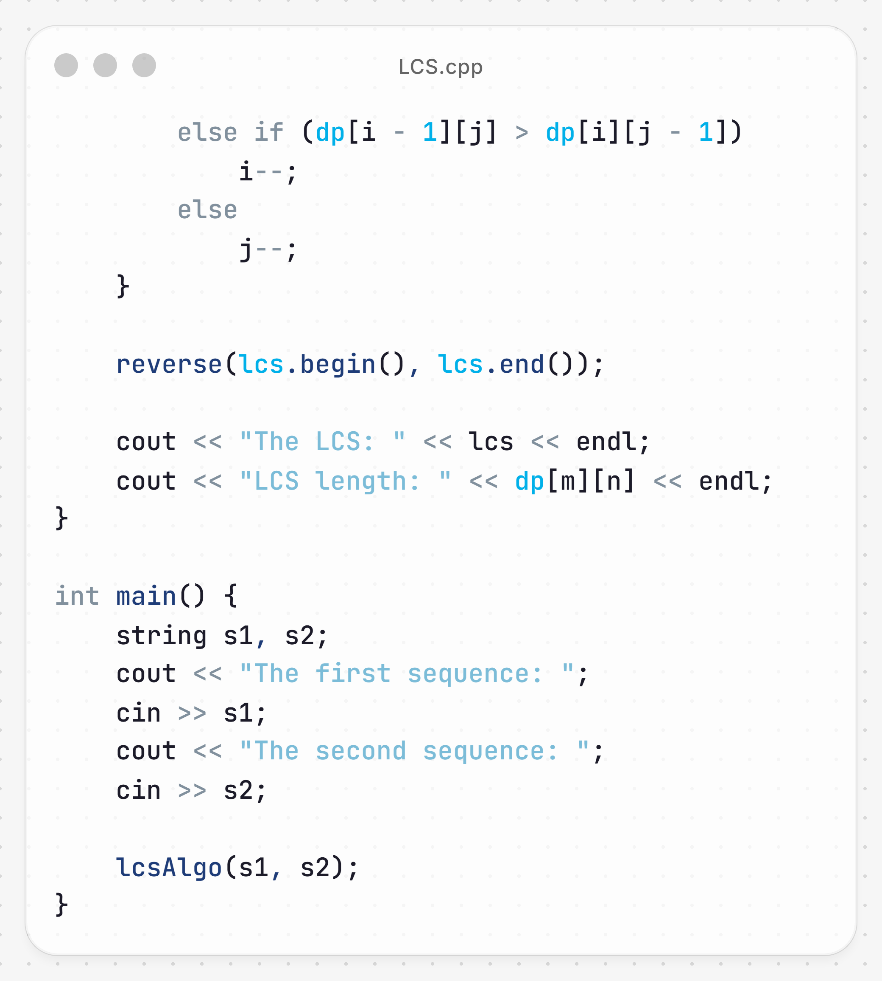 LCS.cpp
        else if (dp[i - 1][j] > dp[i][j - 1])
            i--;
        else
            j--;
    }

    reverse(lcs.begin(), lcs.end());

    cout << "The LCS: " << lcs << endl;
    cout << "LCS length: " << dp[m][n] << endl;
}

int main() {
    string s1, s2;
    cout << "The first sequence: ";
    cin >> s1;
    cout << "The second sequence: ";
    cin >> s2;

    lcsAlgo(s1, s2);
}